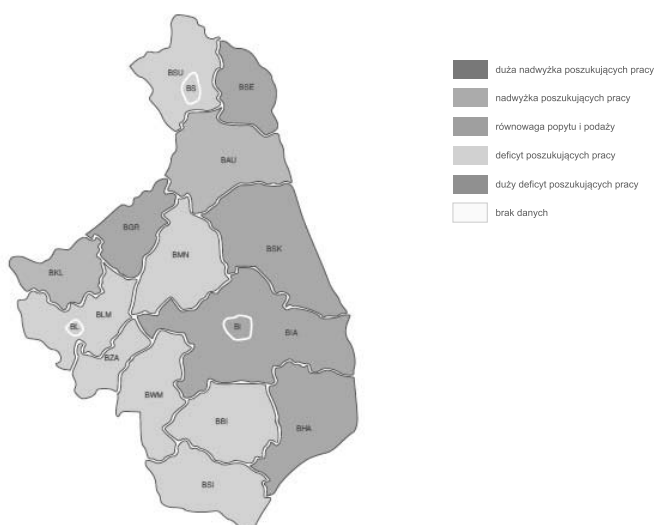 duża nadwyżka poszukujących pracy
nadwyżka poszukujących pracy
równowaga popytu i podaży
deficyt poszukujących pracy
duży deficyt poszukujących pracy
brak danych
BSU
BS
BSE
BAU
BGR
BMN
BSK
BKL
BLM
BL
BI
BIA
BZA
BWM
BBI
BHA
BSI